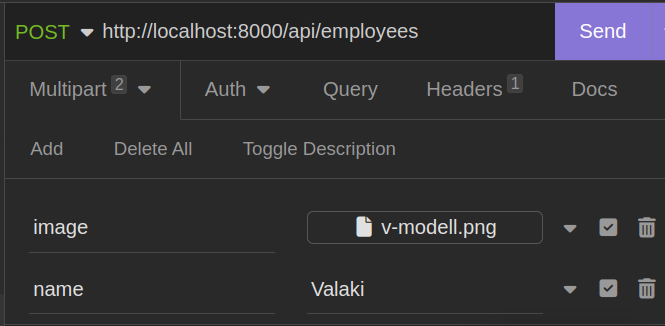 POST http://localhost:8000/api/employees Send
Multipart 2 Auth Query Headers 1 Docs
Add Delete All Toggle Description
image v-modell.png
name Valaki